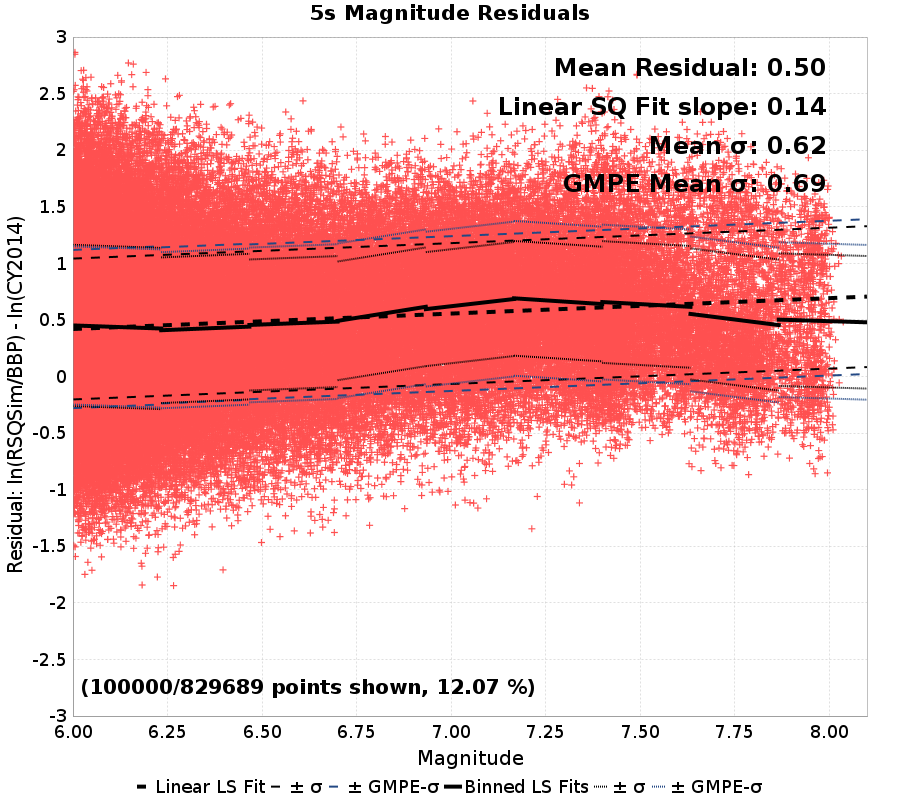 5s Magnitude Residuals
Mean Residual: 0.50
Linear SQ Fit slope: 0.14
Mean σ: 0.62
GMPE Mean σ: 0.69
Residual: ln(RSQSim/BBP) - ln(CY2014)
3
2.5
2
1.5
1
0.5
0
-0.5
-1
-1.5
-2
-2.5
-3
(100000/829689 points shown, 12.07 %)
6.00 6.25 6.50 6.75 7.00 7.25 7.50 7.75 8.00
Magnitude
Linear LS Fit ± σ ± GMPE-σ Binned LS Fits ± σ ± GMPE-σ